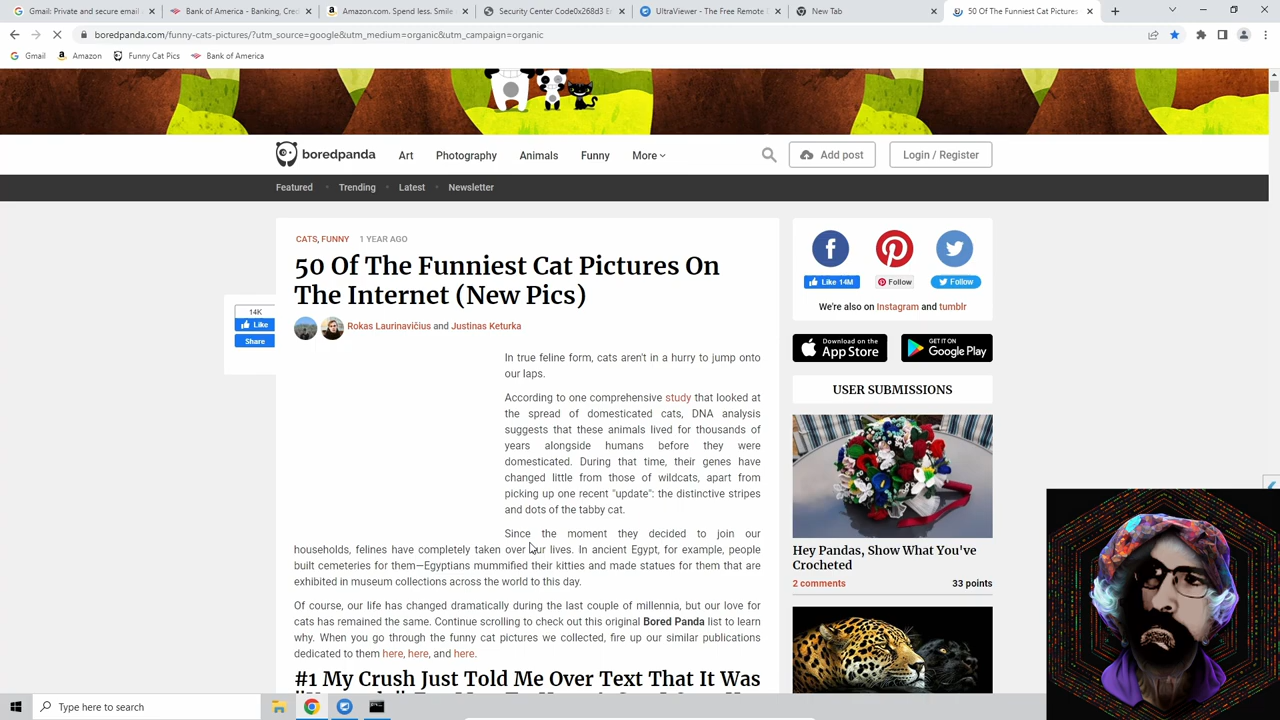 Gmail: Private and secure email
Bank of America - Banking, Cre
Amazon.com. Spend less. Smile
Security Center Code0x268d3 E
UltraViewer - The Free Remote
New Tab
50 Of The Funniest Cat Pictures
boredpanda.com/funny-cats-pictures/?utm_source=google&utm_medium=organic&utm_campaign=organic
Gmail
Amazon
Funny Cat Pics
Bank of America
boredpanda
Art
Photography
Animals
Funny
More
Add post
Login / Register
Featured
Trending
Latest
Newsletter
CATS, FUNNY 1 YEAR AGO
50 Of The Funniest Cat Pictures On
The Internet (New Pics)
Rokas Laurinavičius and Justinas Keturka
14K
Like
Share
In true feline form, cats aren't in a hurry to jump onto
our laps.
According to one comprehensive study that looked at
the spread of domesticated cats, DNA analysis
suggests that these animals lived for thousands of
years alongside humans before they were
domesticated. During that time, their genes have
changed little from those of wildcats, apart from
picking up one recent "update": the distinctive stripes
and dots of the tabby cat.
Since the moment they decided to join our
households, felines have completely taken over our lives. In ancient Egypt, for example, people
built cemeteries for them—Egyptians mummified their kitties and made statues for them that are
exhibited in museum collections across the world to this day.
Of course, our life has changed dramatically during the last couple of millennia, but our love for
cats has remained the same. Continue scrolling to check out this original Bored Panda list to learn
why. When you go through the funny cat pictures we collected, fire up our similar publications
dedicated to them here, here, and here.
#1 My Crush Just Told Me Over Text That It Was
Like 14M
Follow
Follow
We're also on Instagram and tumblr
Download on the
App Store
GET IT ON
Google Play
USER SUBMISSIONS
Hey Pandas, Show What You've
Crocheted
2 comments 33 points
Type here to search